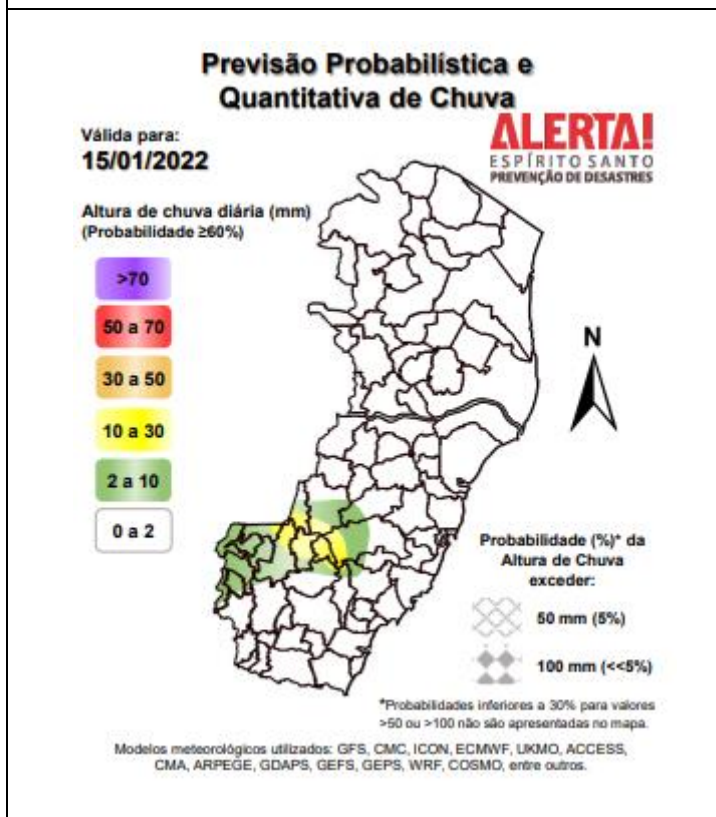 Previsão Probabilística e
Quantitativa de Chuva
Válida para:
15/01/2022
ALERTA!
ESPÍRITO SANTO
PREVENÇÃO DE DESASTRES
Altura de chuva diária (mm)
(Probabilidade ≥60%)
>70
50 a 70
30 a 50
10 a 30
2 a 10
0 a 2
N
Probabilidade (%)* da
Altura de Chuva
exceder:
50 mm (5%)
100 mm (<<5%)
*Probabilidades inferiores a 30% para valores
>50 ou >100 não são apresentadas no mapa.
Modelos meteorológicos utilizados: GFS, CMC, ICON, ECMWF, UKMO, ACCESS,
CMA, ARPEGE, GDAPS, GEFS, GEPS, WRF, COSMO, entre outros.